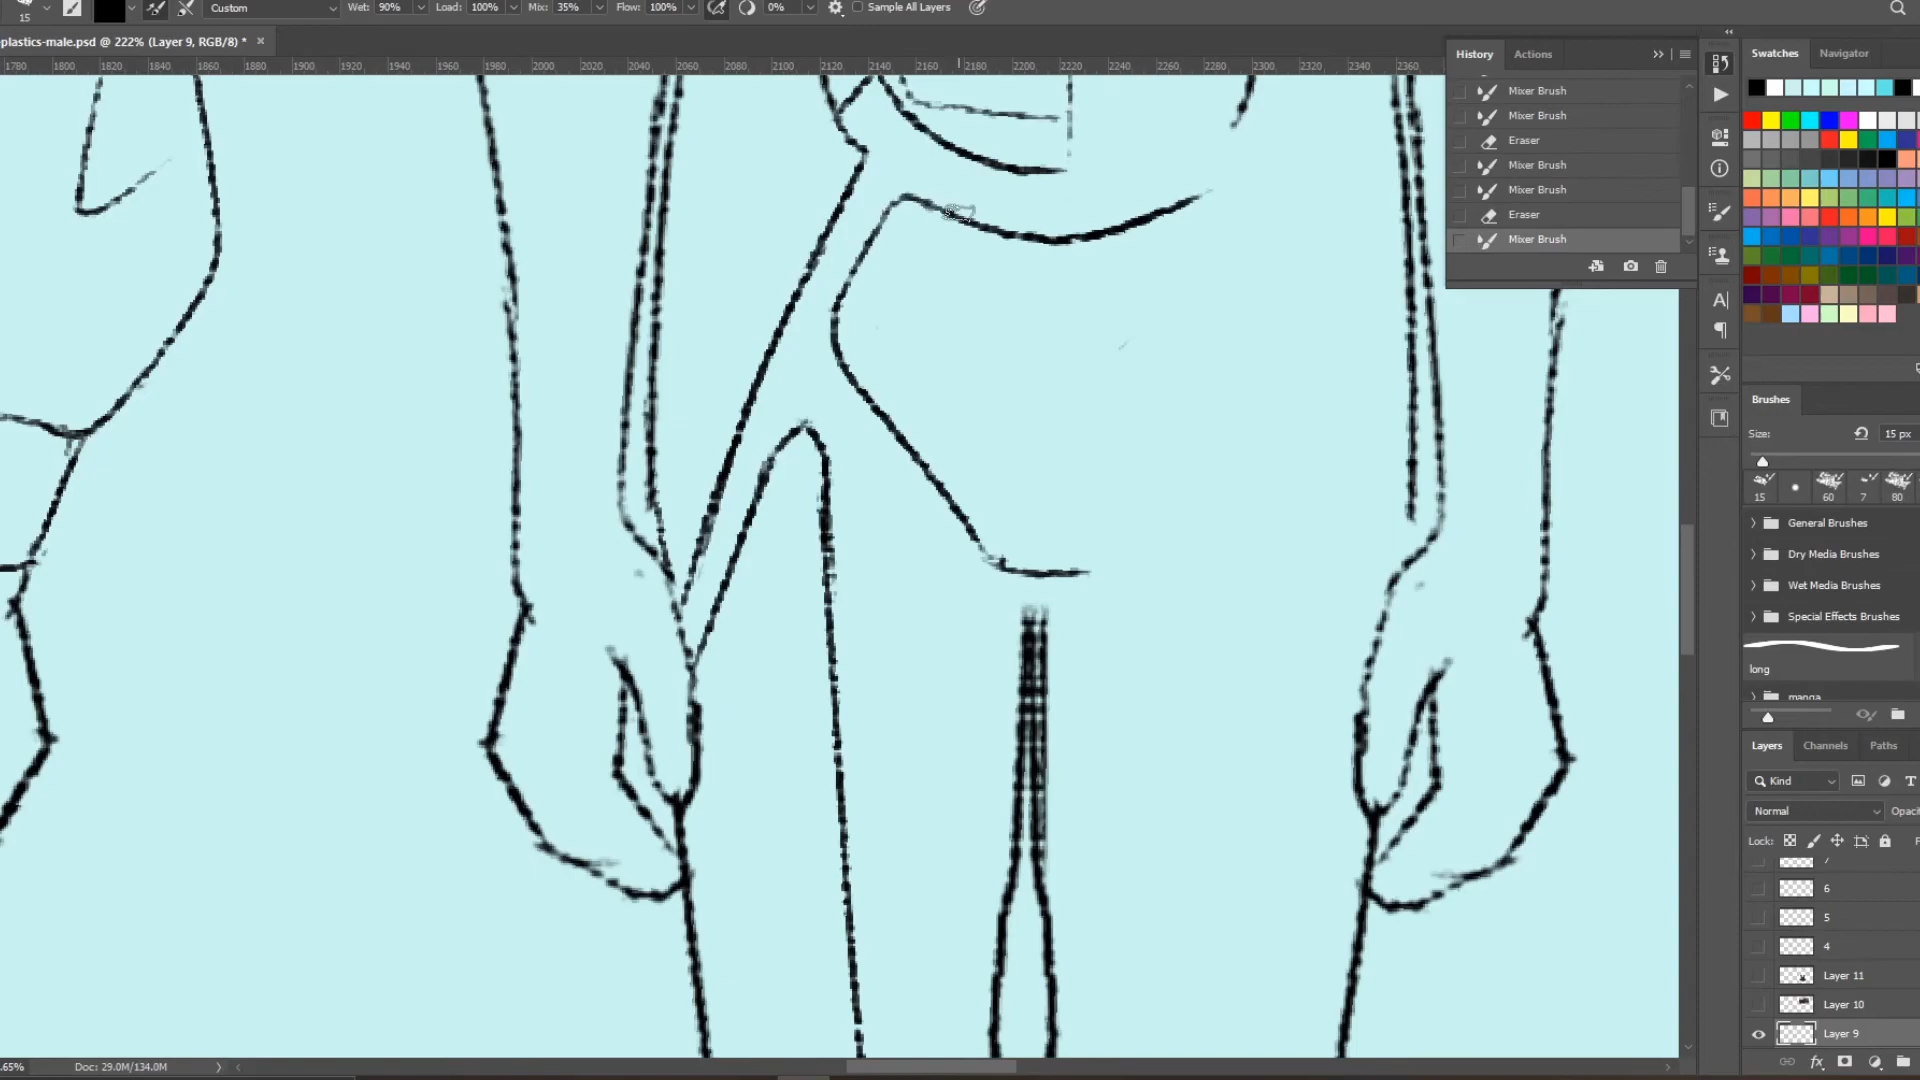 15 Custom Wet: 90% Load: 100% Mix: 35% Flow: 100% 0% Sample All Layers
plastics-male.psd @ 222% (Layer 9, RGB/8) * ×
1780 1800 1820 1840 1860 1880 1900 1920 1940 1960 1980 2000 2020 2040 2060 2080 2100 2120 2140 2160 2180 2200 2220 2240 2260 2280 2300 2320 2340 2360
History Actions
Mixer Brush
Mixer Brush
Eraser
Mixer Brush
Mixer Brush
Eraser
Mixer Brush
Swatches Navigator
Brushes
Size: 15 px
15 60 7 80
General Brushes
Dry Media Brushes
Wet Media Brushes
Special Effects Brushes
long
manga
Layers Channels Paths
Kind
Normal Opaci
Lock: F
7
6
5
4
Layer 11
Layer 10
Layer 9
.65% Doc: 29.0M/134.0M